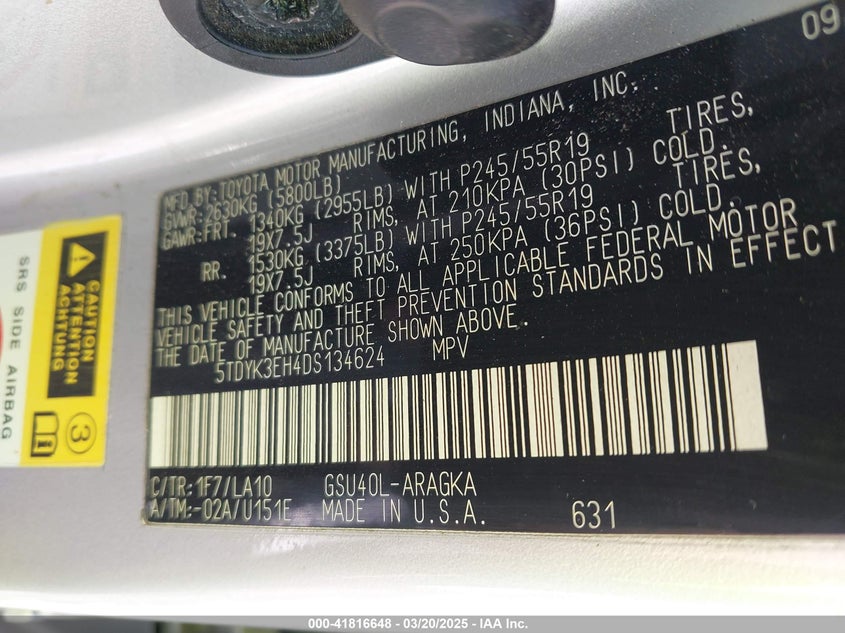 09
MFD.BY:TOYOTA MOTOR MANUFACTURING, INDIANA, INC.
GVWR:2630KG (5800LB)
GAWR:FRT. 1340KG (2955LB) WITH P245/55R19 TIRES,
19X7.5J RIMS, AT 210KPA (30PSI) COLD.
RR. 1530KG (3375LB) WITH P245/55R19 TIRES,
19X7.5J RIMS, AT 250KPA (36PSI) COLD.
THIS VEHICLE CONFORMS TO ALL APPLICABLE FEDERAL MOTOR
VEHICLE SAFETY AND THEFT PREVENTION STANDARDS IN EFFECT
THE DATE OF MANUFACTURE SHOWN ABOVE.
5TDYK3EH4DS134624 MPV
C/TR:1F7/LA10 GSU40L-ARAGKA
A/TM:-02A/U151E MADE IN U.S.A. 631
SRS SIDE AIRBAG
CAUTION
ATTENTION
ACHTUNG
3
000-41816648 - 03/20/2025 - IAA Inc.